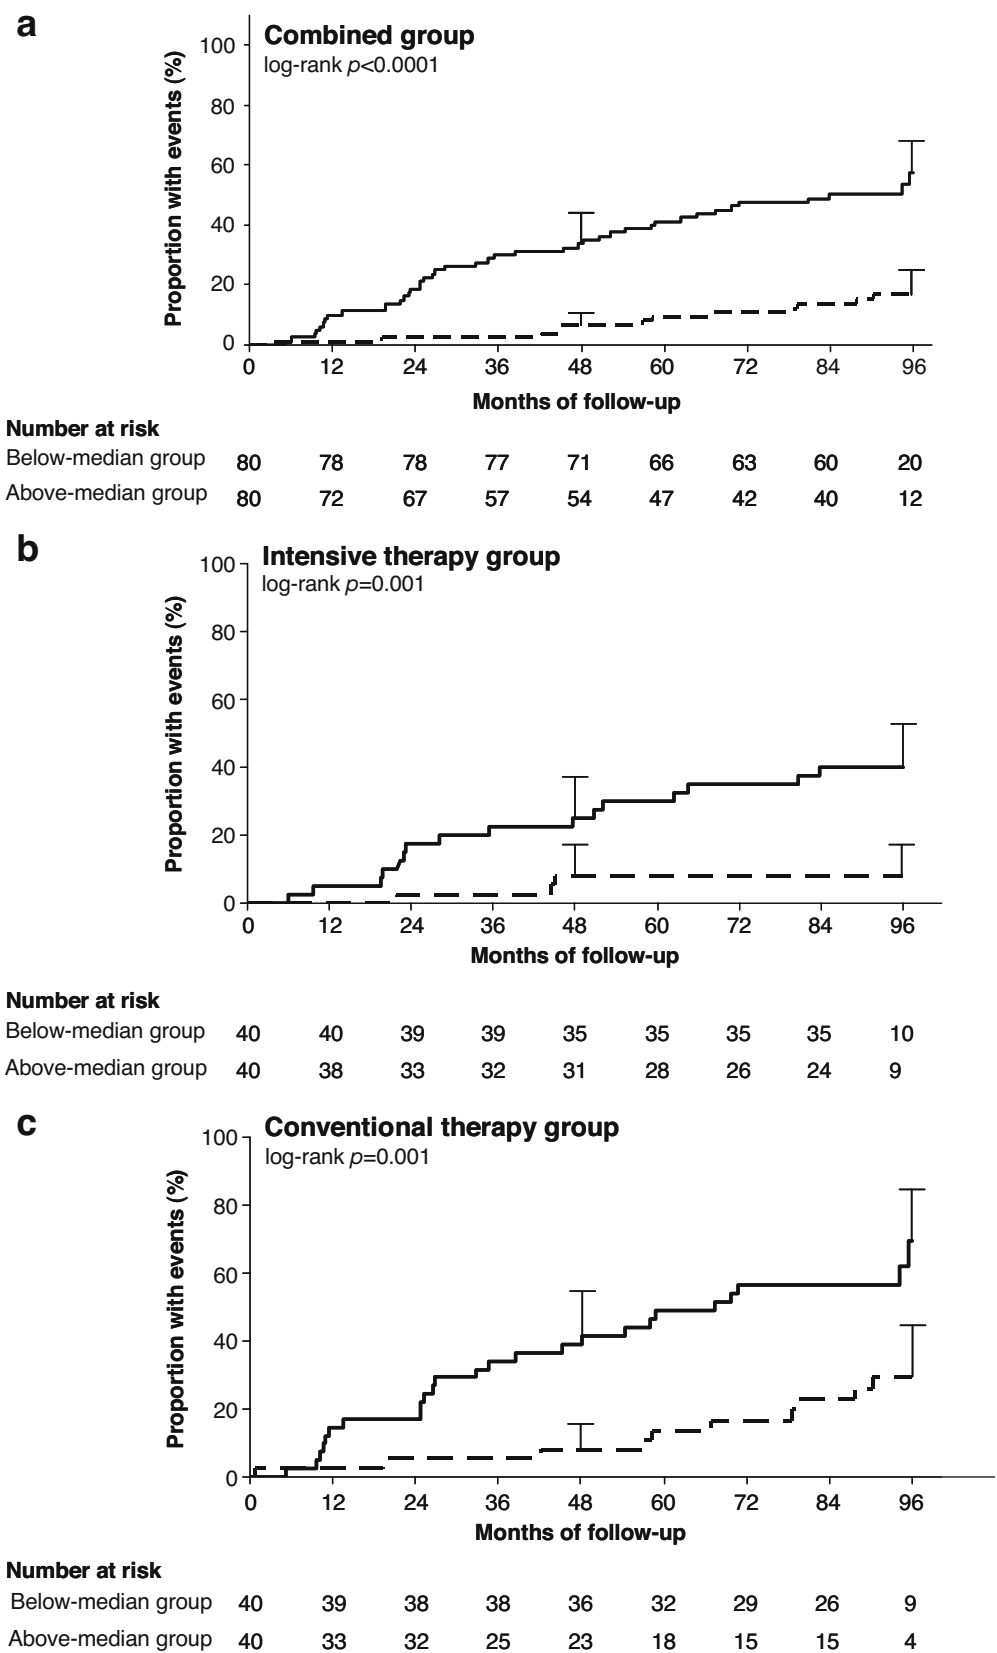 a
Combined group
log-rank p<0.0001
Proportion with events (%)
100
80
60
40
20
0
0 12 24 36 48 60 72 84 96
Months of follow-up
Number at risk
Below-median group 80 78 78 77 71 66 63 60 20
Above-median group 80 72 67 57 54 47 42 40 12
b
Intensive therapy group
log-rank p=0.001
Proportion with events (%)
100
80
60
40
20
0
0 12 24 36 48 60 72 84 96
Months of follow-up
Number at risk
Below-median group 40 40 39 39 35 35 35 35 10
Above-median group 40 38 33 32 31 28 26 24 9
c
Conventional therapy group
log-rank p=0.001
Proportion with events (%)
100
80
60
40
20
0
0 12 24 36 48 60 72 84 96
Months of follow-up
Number at risk
Below-median group 40 39 38 38 36 32 29 26 9
Above-median group 40 33 32 25 23 18 15 15 4